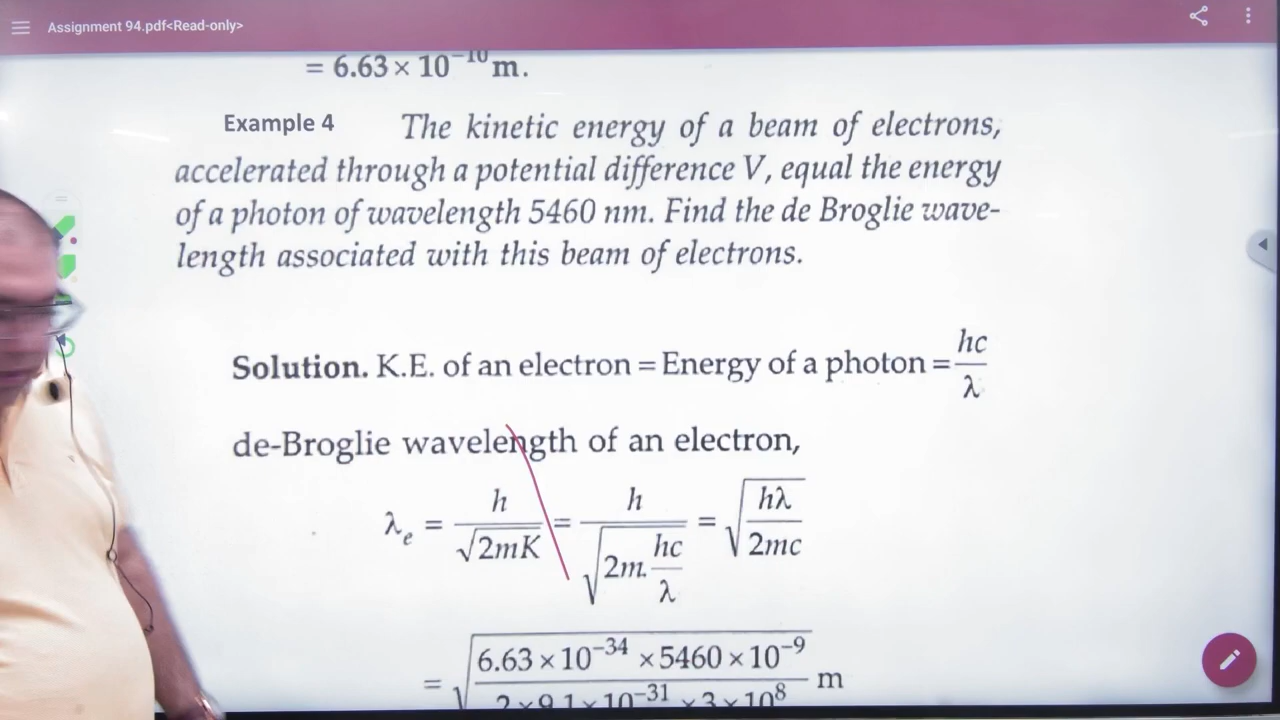 Assignment 94.pdf<Read-only>
= 6.63 × 10⁻¹⁰ m.
Example 4 The kinetic energy of a beam of electrons,
accelerated through a potential difference V, equal the energy
of a photon of wavelength 5460 nm. Find the de Broglie wave-
length associated with this beam of electrons.
Solution. K.E. of an electron = Energy of a photon = hc/λ
de-Broglie wavelength of an electron,
λₑ = h/√(2mK) = h/√(2m.hc/λ) = √(hλ/2mc)
= √(6.63 × 10⁻³⁴ × 5460 × 10⁻⁹ / 2 × 9.1 × 10⁻³¹ × 3 × 10⁸) m